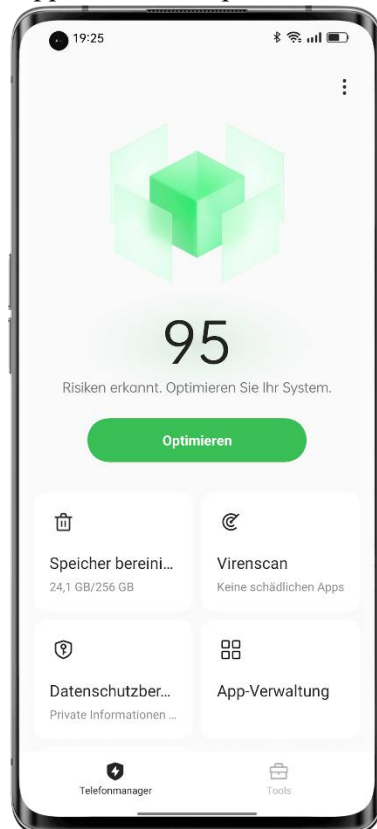 19:25
95
Risiken erkannt. Optimieren Sie Ihr System.
Optimieren
Speicher bereini...
24,1 GB/256 GB
Virenscan
Keine schädlichen Apps
Datenschutzber...
Private Informationen ...
App-Verwaltung
Telefonmanager
Tools